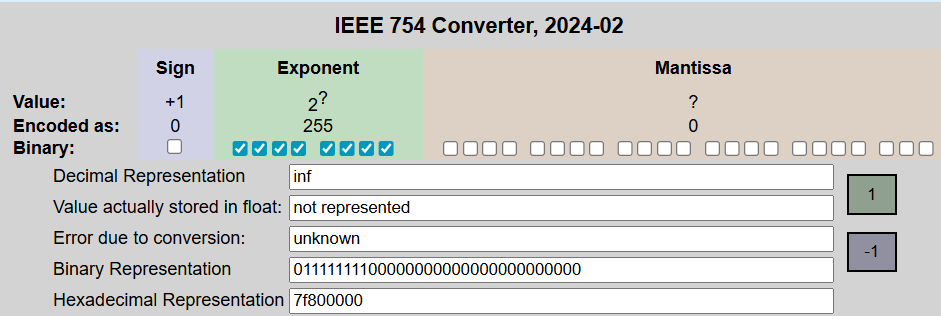 IEEE 754 Converter, 2024-02
Sign Exponent Mantissa
Value: +1 2? ?
Encoded as: 0 255 0
Binary:
Decimal Representation inf
Value actually stored in float: not represented
1
Error due to conversion: unknown
-1
Binary Representation 01111111100000000000000000000000
Hexadecimal Representation 7f800000